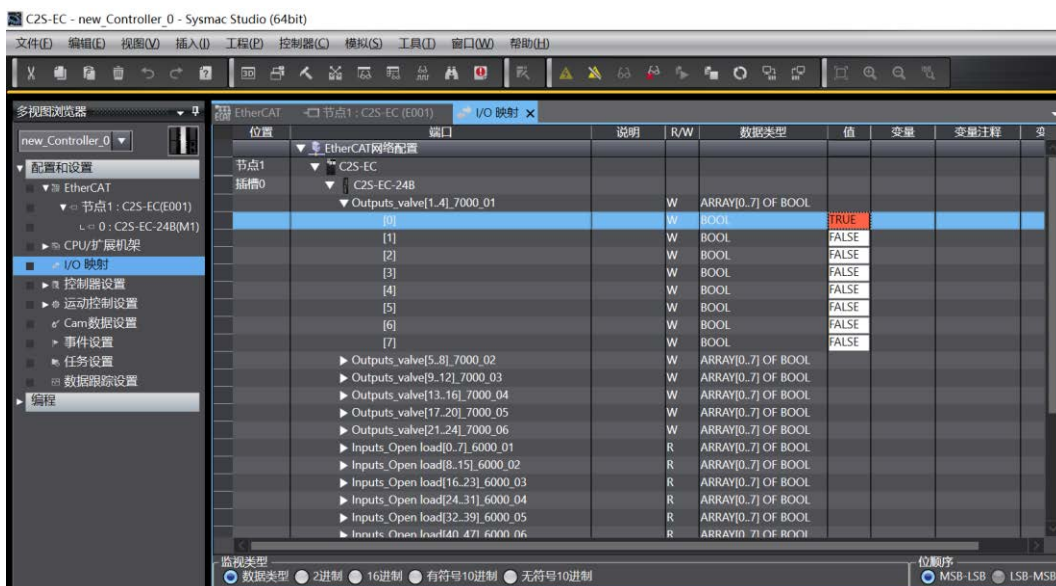 C2S-EC - new_Controller_0 - Sysmac Studio (64bit)
文件(F) 编辑(E) 视图(V) 插入(I) 工程(P) 控制器(C) 模拟(S) 工具(T) 窗口(W) 帮助(H)
多视图浏览器
new_Controller_0
配置和设置
EtherCAT
节点1 : C2S-EC(E001)
0 : C2S-EC-24B(M1)
CPU/扩展机架
I/O 映射
控制器设置
运动控制设置
Cam数据设置
事件设置
任务设置
数据跟踪设置
编程
EtherCAT 节点1 : C2S-EC (E001) I/O 映射
位置 端口 说明 R/W 数据类型 值 变量 变量注释
EtherCAT网络配置
节点1 C2S-EC
插槽0 C2S-EC-24B
Outputs_valve[1..4]_7000_01 W ARRAY[0..7] OF BOOL
[0] W BOOL TRUE
[1] W BOOL FALSE
[2] W BOOL FALSE
[3] W BOOL FALSE
[4] W BOOL FALSE
[5] W BOOL FALSE
[6] W BOOL FALSE
[7] W BOOL FALSE
Outputs_valve[5..8]_7000_02 W ARRAY[0..7] OF BOOL
Outputs_valve[9..12]_7000_03 W ARRAY[0..7] OF BOOL
Outputs_valve[13..16]_7000_04 W ARRAY[0..7] OF BOOL
Outputs_valve[17..20]_7000_05 W ARRAY[0..7] OF BOOL
Outputs_valve[21..24]_7000_06 W ARRAY[0..7] OF BOOL
Inputs_Open load[0..7]_6000_01 R ARRAY[0..7] OF BOOL
Inputs_Open load[8..15]_6000_02 R ARRAY[0..7] OF BOOL
Inputs_Open load[16..23]_6000_03 R ARRAY[0..7] OF BOOL
Inputs_Open load[24..31]_6000_04 R ARRAY[0..7] OF BOOL
Inputs_Open load[32..39]_6000_05 R ARRAY[0..7] OF BOOL
Inputs_Open load[40..47]_6000_06 R ARRAY[0..7] OF BOOL
监视类型 位顺序
数据类型 2进制 16进制 有符号10进制 无符号10进制 MSB-LSB LSB-MSB